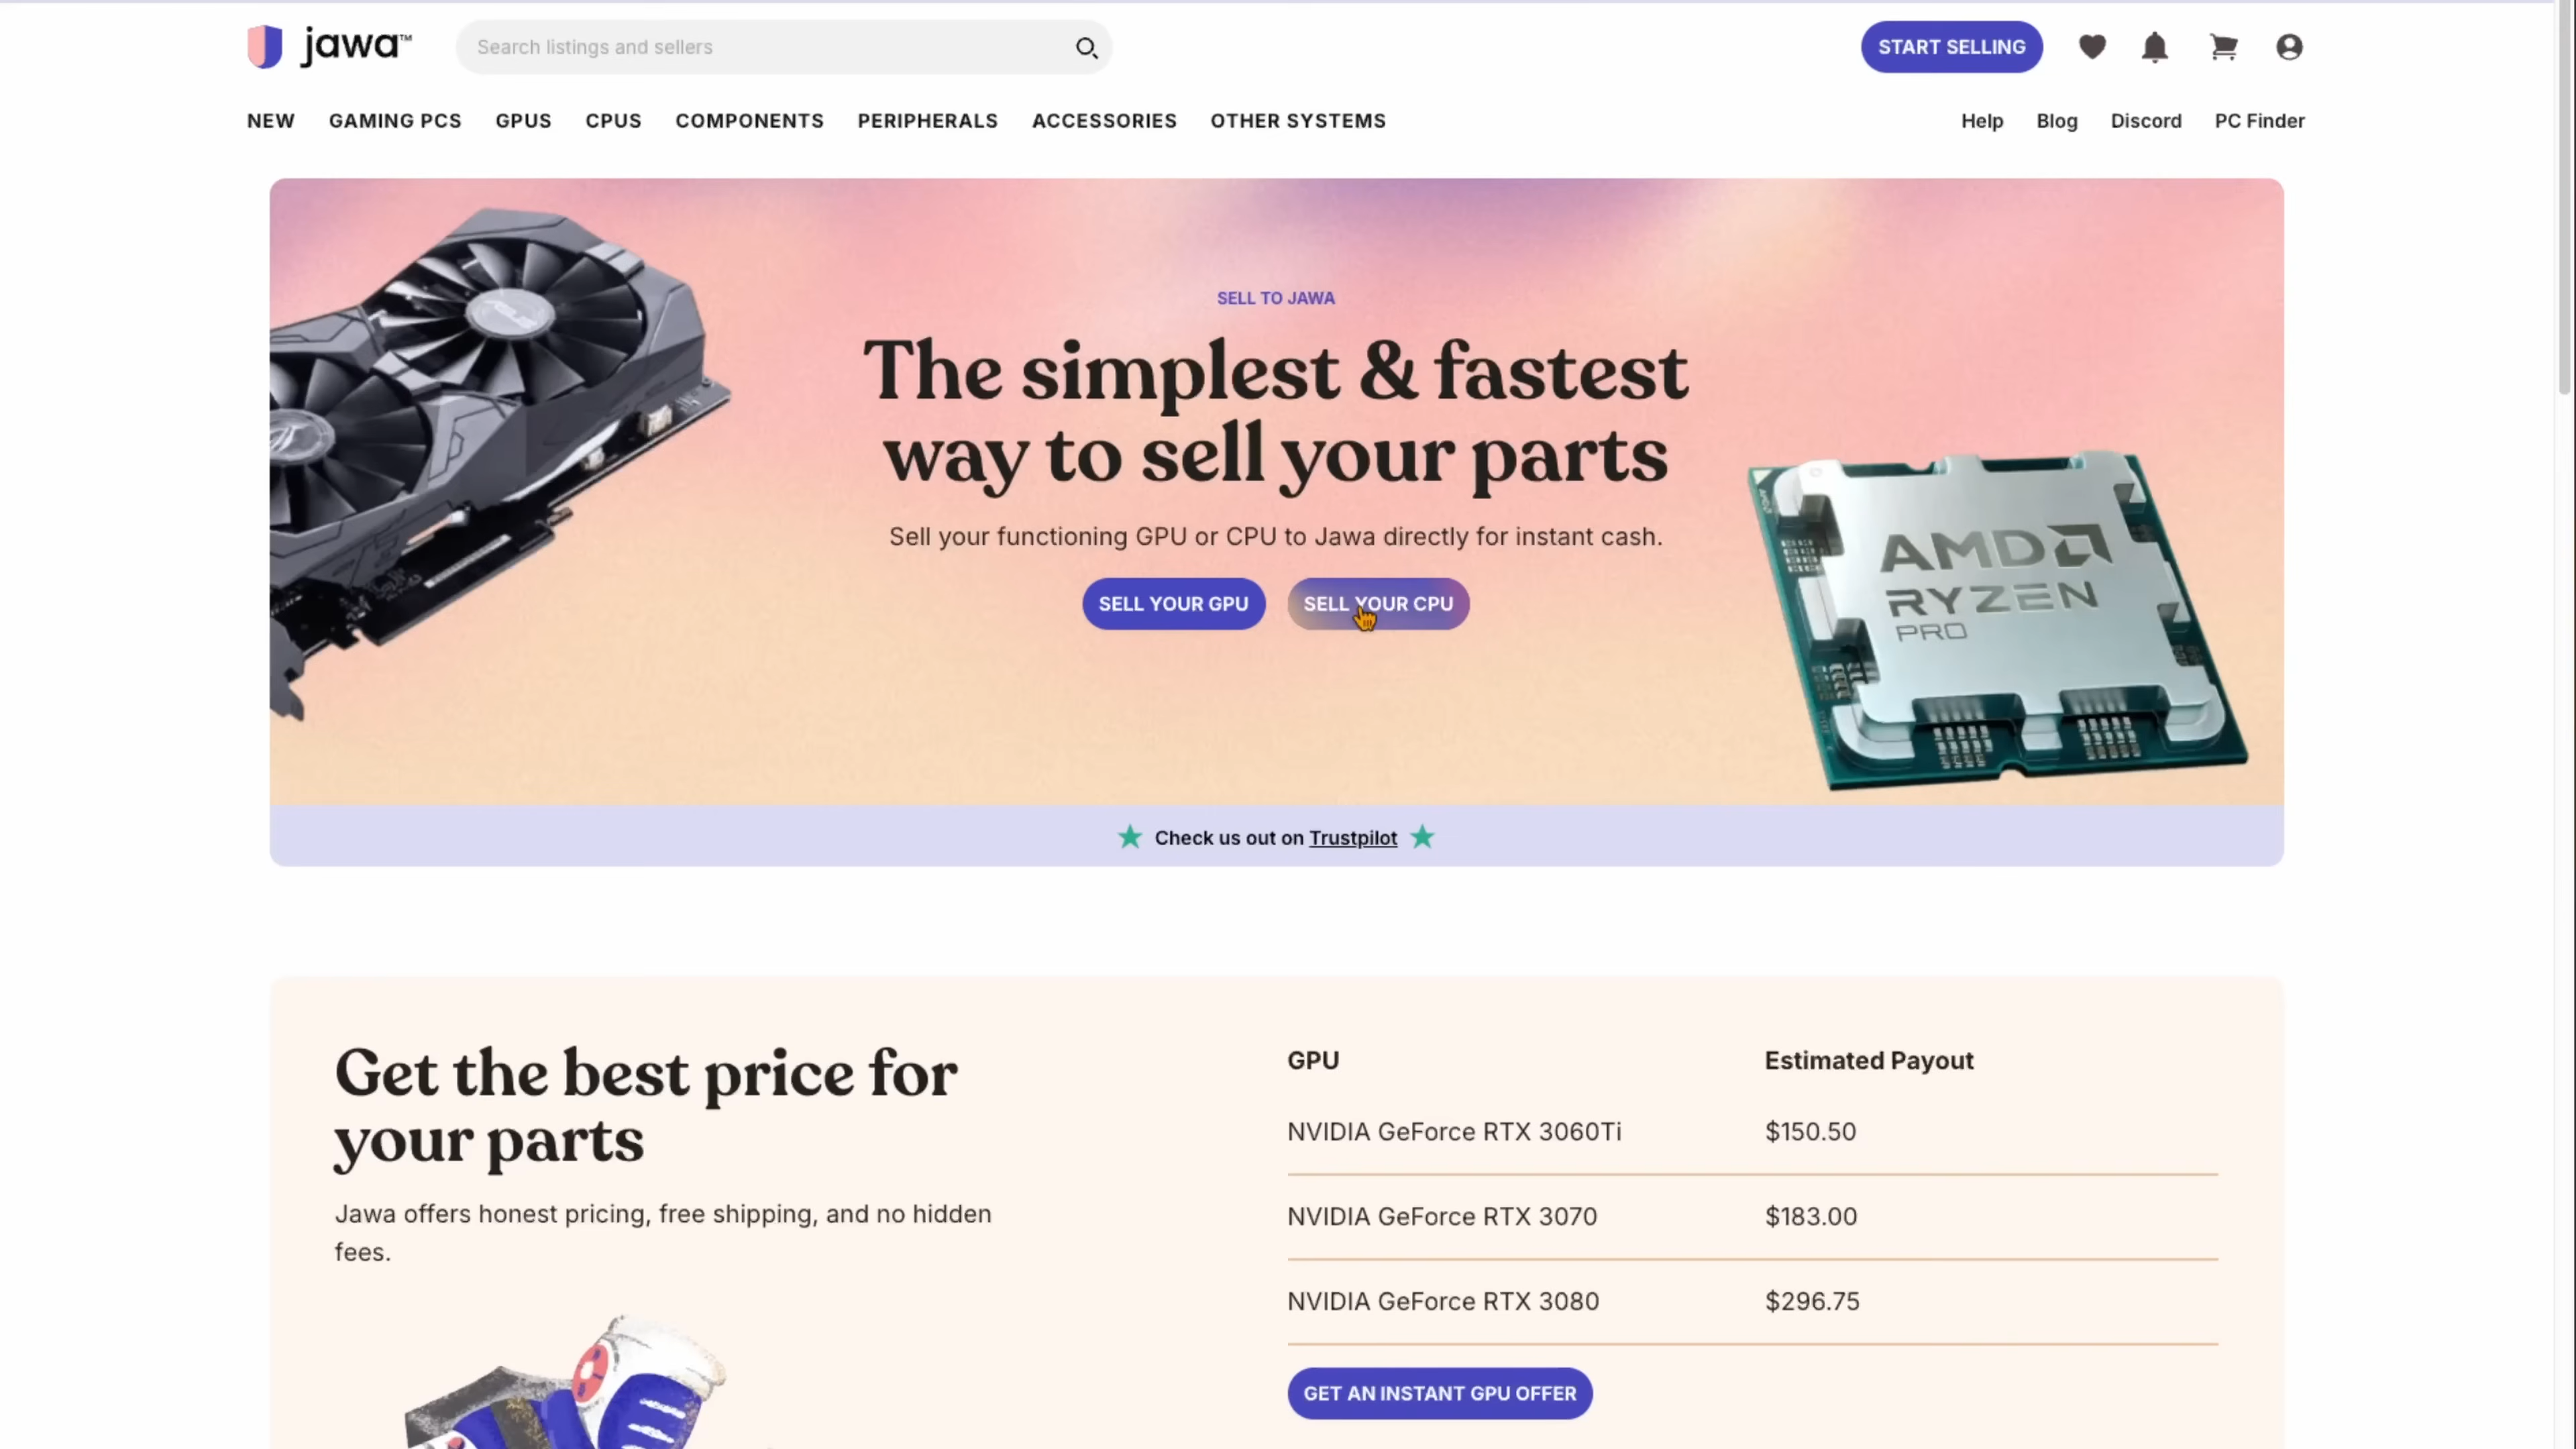 jawa™
Search listings and sellers
START SELLING
NEW GAMING PCS GPUS CPUS COMPONENTS PERIPHERALS ACCESSORIES OTHER SYSTEMS
Help Blog Discord PC Finder
SELL TO JAWA
The simplest & fastest
way to sell your parts
Sell your functioning GPU or CPU to Jawa directly for instant cash.
SELL YOUR GPU
SELL YOUR CPU
ASUS
AMD
RYZEN
PRO
Check us out on Trustpilot
Get the best price for
your parts
Jawa offers honest pricing, free shipping, and no hidden
fees.
GPU Estimated Payout
NVIDIA GeForce RTX 3060Ti $150.50
NVIDIA GeForce RTX 3070 $183.00
NVIDIA GeForce RTX 3080 $296.75
GET AN INSTANT GPU OFFER